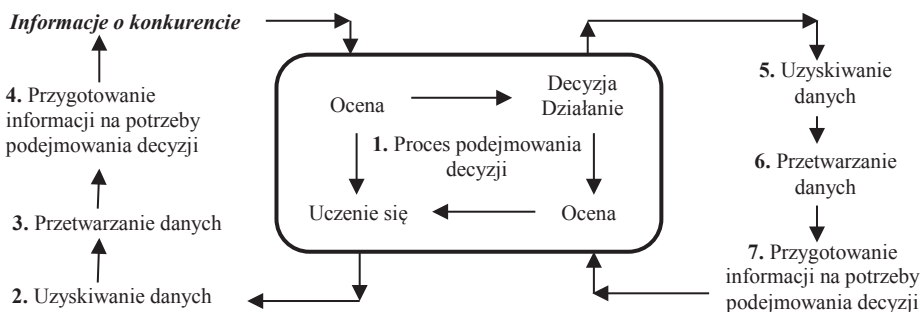 Informacje o konkurencie
4. Przygotowanie
informacji na potrzeby
podejmowania decyzji
3. Przetwarzanie danych
2. Uzyskiwanie danych
Ocena
Decyzja
Działanie
1. Proces podejmowania
decyzji
Uczenie się
Ocena
5. Uzyskiwanie
danych
6. Przetwarzanie
danych
7. Przygotowanie
informacji na potrzeby
podejmowania decyzji